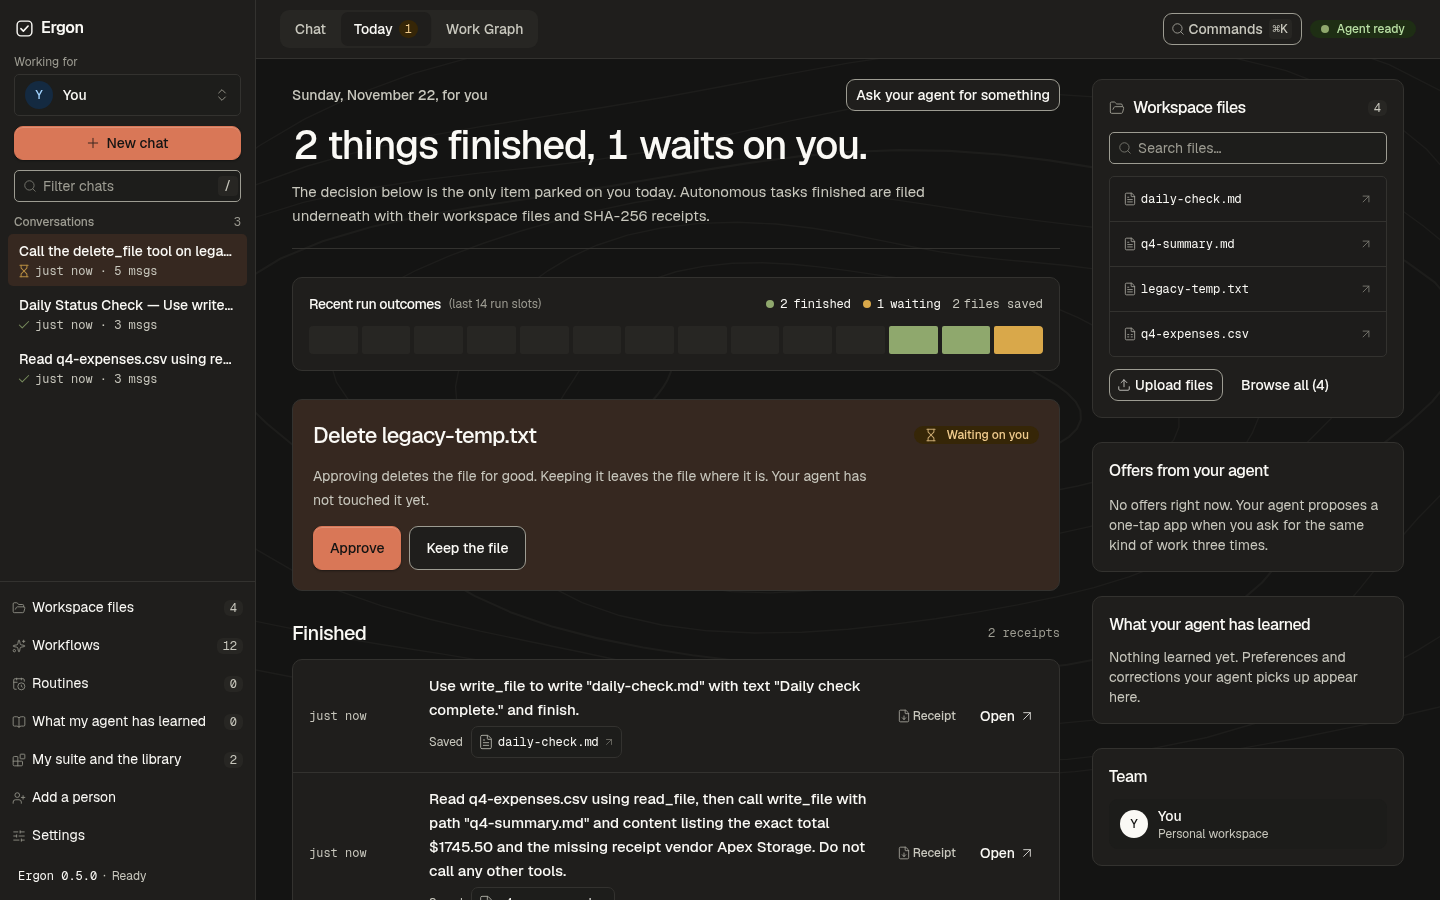 Ergon
Working for
Y You
New chat
Filter chats /
Conversations 3
Call the delete_file tool on lega...
just now · 5 msgs
Daily Status Check — Use write...
just now · 3 msgs
Read q4-expenses.csv using re...
just now · 3 msgs
Workspace files 4
Workflows 12
Routines 0
What my agent has learned 0
My suite and the library 2
Add a person
Settings
Ergon 0.5.0 · Ready
Chat Today 1 Work Graph
Commands ⌘K Agent ready
Sunday, November 22, for you
Ask your agent for something
2 things finished, 1 waits on you.
The decision below is the only item parked on you today. Autonomous tasks finished are filed
underneath with their workspace files and SHA-256 receipts.
Recent run outcomes (last 14 run slots) 2 finished 1 waiting 2 files saved
Delete legacy-temp.txt
Waiting on you
Approving deletes the file for good. Keeping it leaves the file where it is. Your agent has
not touched it yet.
Approve Keep the file
Finished 2 receipts
just now
Use write_file to write "daily-check.md" with text "Daily check
complete." and finish.
Saved daily-check.md
Receipt Open
just now
Read q4-expenses.csv using read_file, then call write_file with
path "q4-summary.md" and content listing the exact total
$1745.50 and the missing receipt vendor Apex Storage. Do not
call any other tools.
Receipt Open
Workspace files 4
Search files...
daily-check.md
q4-summary.md
legacy-temp.txt
q4-expenses.csv
Upload files Browse all (4)
Offers from your agent
No offers right now. Your agent proposes a
one-tap app when you ask for the same
kind of work three times.
What your agent has learned
Nothing learned yet. Preferences and
corrections your agent picks up appear
here.
Team
Y You
Personal workspace